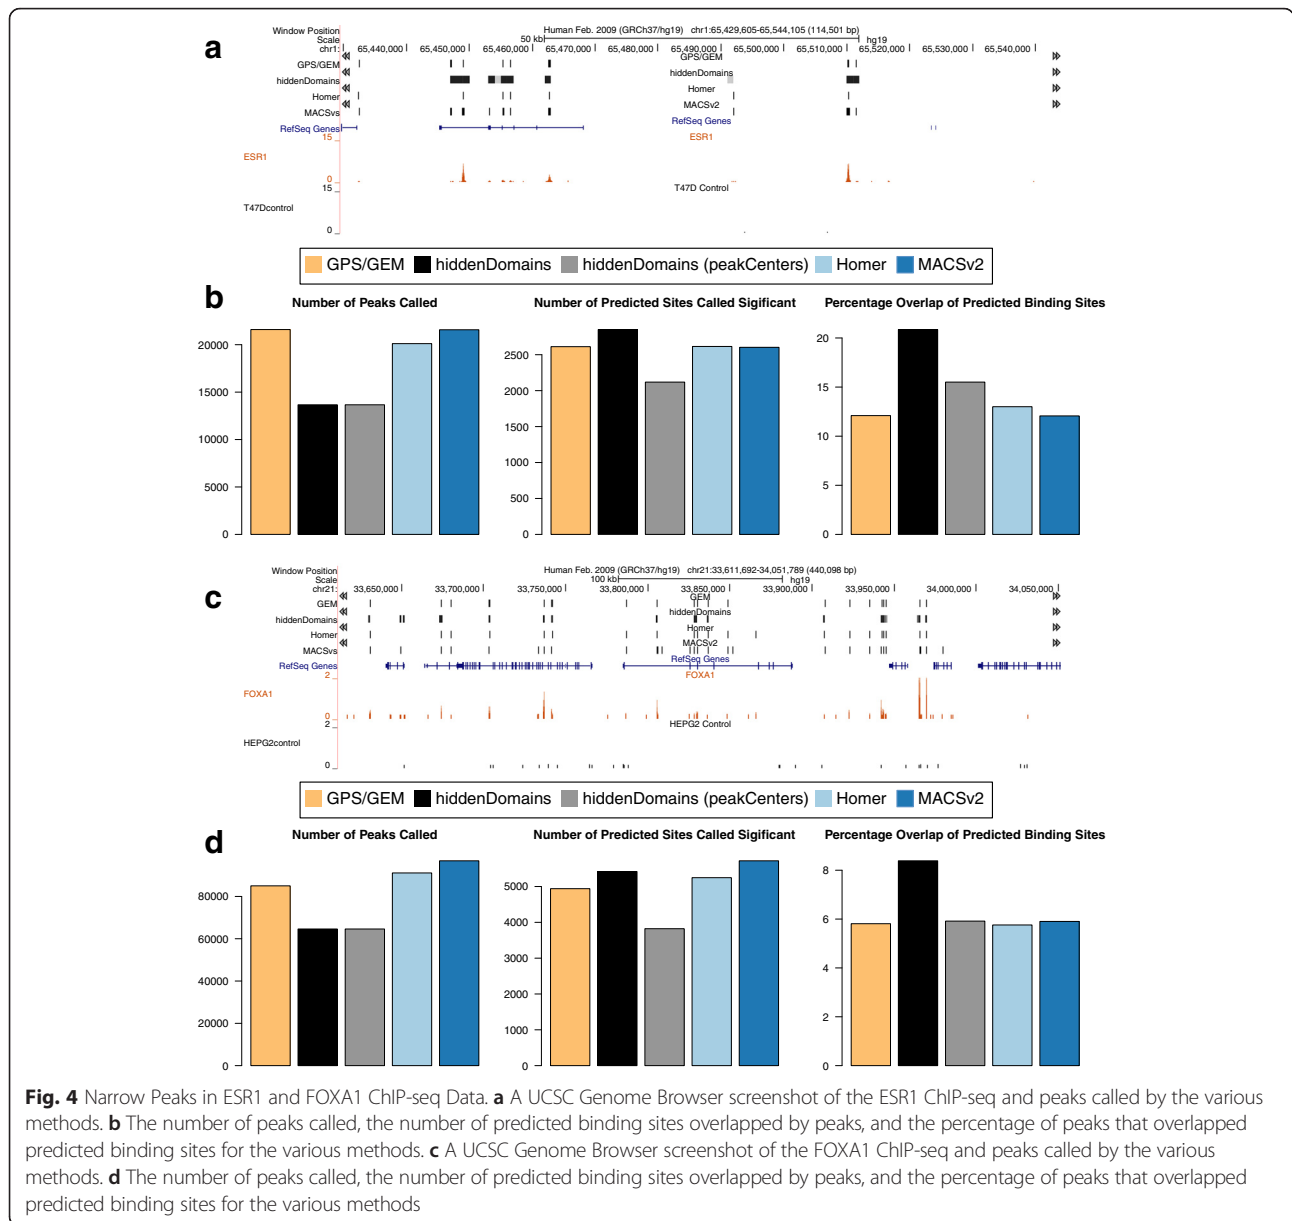 a
Window Position
Human Feb. 2009 (GRCh37/hg19) chr1:65,429,605-65,544,105 (114,501 bp)
Scale
50 kb
hg19
chr1:
65,440,000
65,450,000
65,460,000
65,470,000
65,480,000
65,490,000
65,500,000
65,510,000
65,520,000
65,530,000
65,540,000
GPS/GEM
GPS/GEM
hiddenDomains
hiddenDomains
Homer
Homer
MACSv2
MACSvs
RefSeq Genes
RefSeq Genes
15
ESR1
ESR1
0
T47D Control
15
T47Dcontrol
0
GPS/GEM hiddenDomains hiddenDomains (peakCenters) Homer MACSv2
b
Number of Peaks Called
20000
15000
10000
5000
0
Number of Predicted Sites Called Sigificant
2500
2000
1500
1000
500
0
Percentage Overlap of Predicted Binding Sites
20
15
10
5
0
c
Window Position
Human Feb. 2009 (GRCh37/hg19) chr21:33,611,692-34,051,789 (440,098 bp)
Scale
100 kb
hg19
chr21:
33,650,000
33,700,000
33,750,000
33,800,000
33,850,000
33,900,000
33,950,000
34,000,000
34,050,000
GEM
GEM
hiddenDomains
hiddenDomains
Homer
Homer
MACSv2
MACSvs
RefSeq Genes
RefSeq Genes
2
FOXA1
FOXA1
0
HEPG2 Control
2
HEPG2control
0
GPS/GEM hiddenDomains hiddenDomains (peakCenters) Homer MACSv2
d
Number of Peaks Called
80000
60000
40000
20000
0
Number of Predicted Sites Called Sigificant
5000
4000
3000
2000
1000
0
Percentage Overlap of Predicted Binding Sites
8
6
4
2
0
Fig. 4 Narrow Peaks in ESR1 and FOXA1 ChIP-seq Data. a A UCSC Genome Browser screenshot of the ESR1 ChIP-seq and peaks called by the various
methods. b The number of peaks called, the number of predicted binding sites overlapped by peaks, and the percentage of peaks that overlapped
predicted binding sites for the various methods. c A UCSC Genome Browser screenshot of the FOXA1 ChIP-seq and peaks called by the various
methods. d The number of peaks called, the number of predicted binding sites overlapped by peaks, and the percentage of peaks that overlapped
predicted binding sites for the various methods